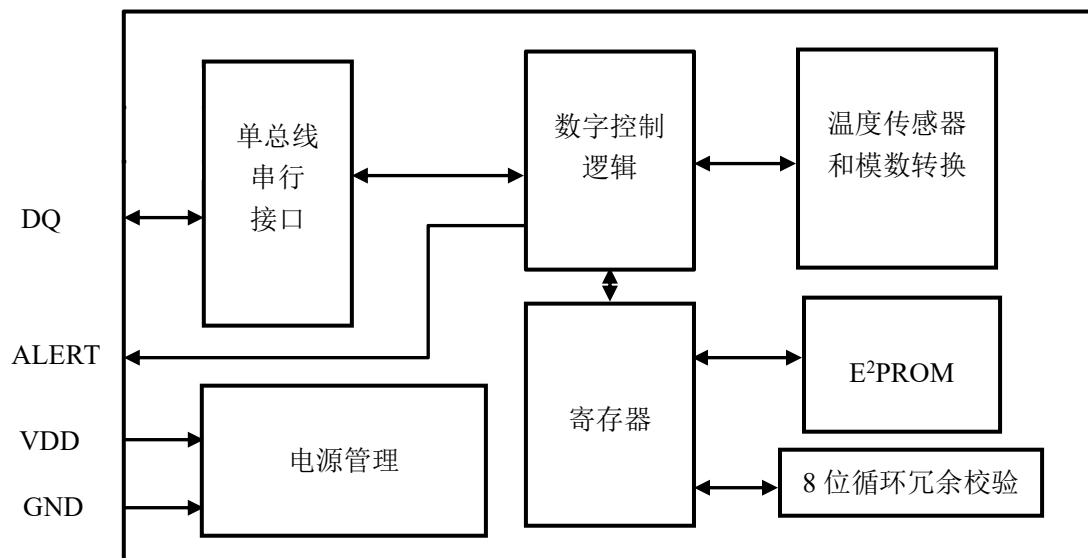 单总线
串行
接口
数字控制
逻辑
温度传感器
和模数转换
DQ
ALERT
E²PROM
寄存器
VDD
电源管理
GND
8 位循环冗余校验